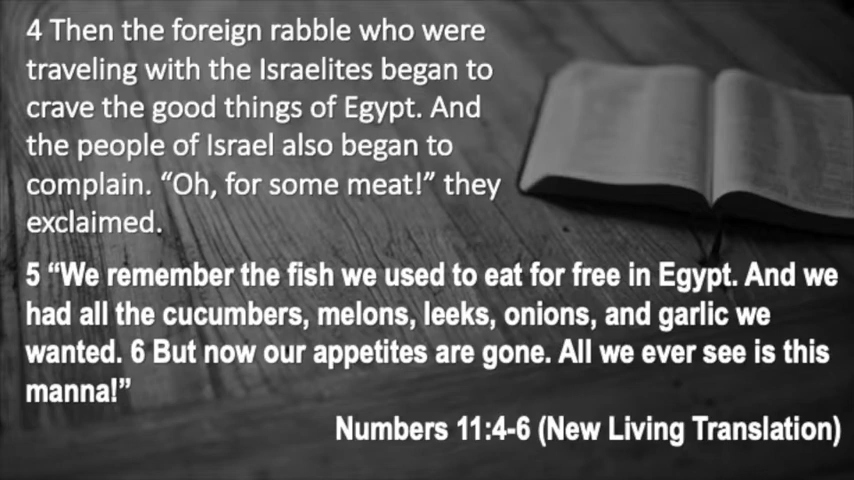 4 Then the foreign rabble who were
traveling with the Israelites began to
crave the good things of Egypt. And
the people of Israel also began to
complain. “Oh, for some meat!” they
exclaimed.
5 “We remember the fish we used to eat for free in Egypt. And we
had all the cucumbers, melons, leeks, onions, and garlic we
wanted. 6 But now our appetites are gone. All we ever see is this
manna!”
Numbers 11:4-6 (New Living Translation)